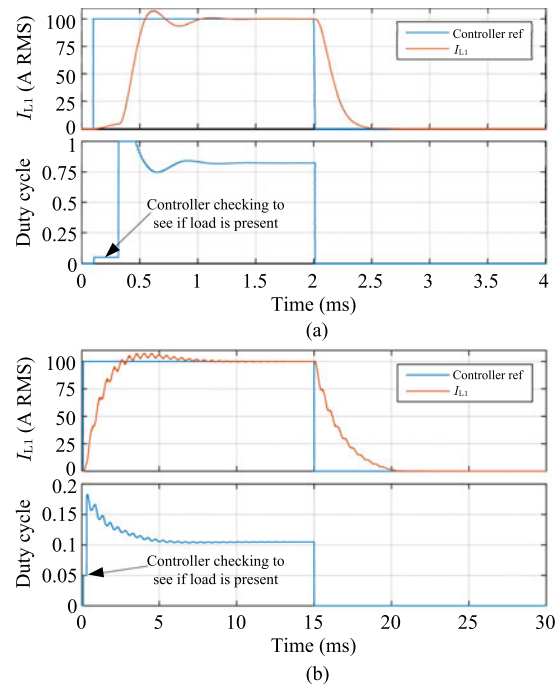 I_L1 (A RMS)
100
75
50
25
0
Controller ref
I_L1
Duty cycle
1
0.75
0.5
0.25
0
Controller checking to
see if load is present
0 0.5 1 1.5 2 2.5 3 3.5 4
Time (ms)
(a)
I_L1 (A RMS)
100
75
50
25
0
Controller ref
I_L1
Duty cycle
0.2
0.15
0.1
0.05
0
Controller checking to
see if load is present
0 5 10 15 20 25 30
Time (ms)
(b)